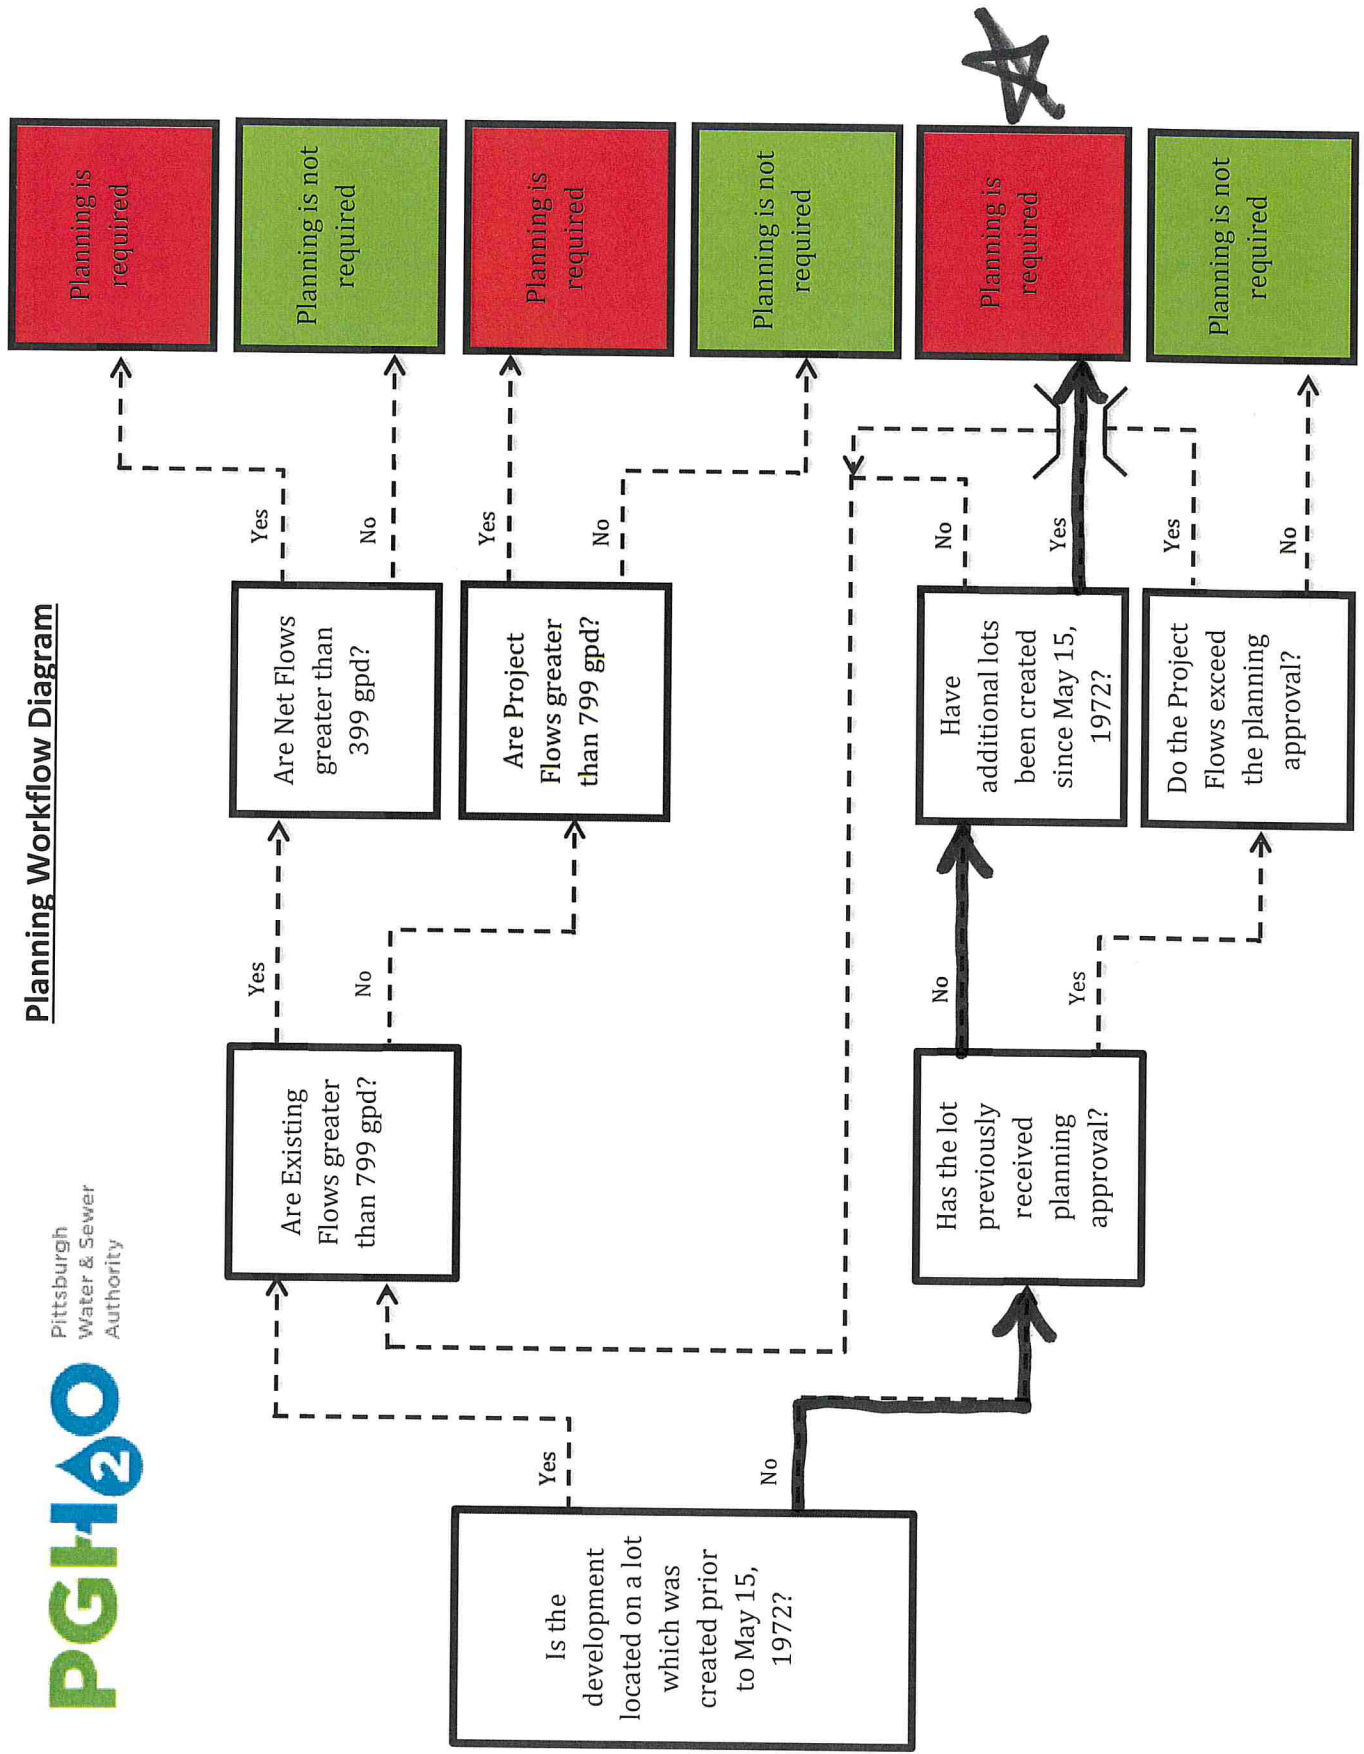 PGH2O
Pittsburgh
Water & Sewer
Authority
Planning Workflow Diagram
Is the
development
located on a lot
which was
created prior
to May 15,
1972?
Yes
No
Are Existing
Flows greater
than 799 gpd?
Yes
No
Has the lot
previously
received
planning
approval?
No
Yes
Are Net Flows
greater than
399 gpd?
Yes
No
Are Project
Flows greater
than 799 gpd?
Yes
No
Have
additional lots
been created
since May 15,
1972?
No
Yes
Do the Project
Flows exceed
the planning
approval?
Yes
No
Planning is
required
Planning is not
required
Planning is
required
Planning is not
required
Planning is
required
Planning is not
required